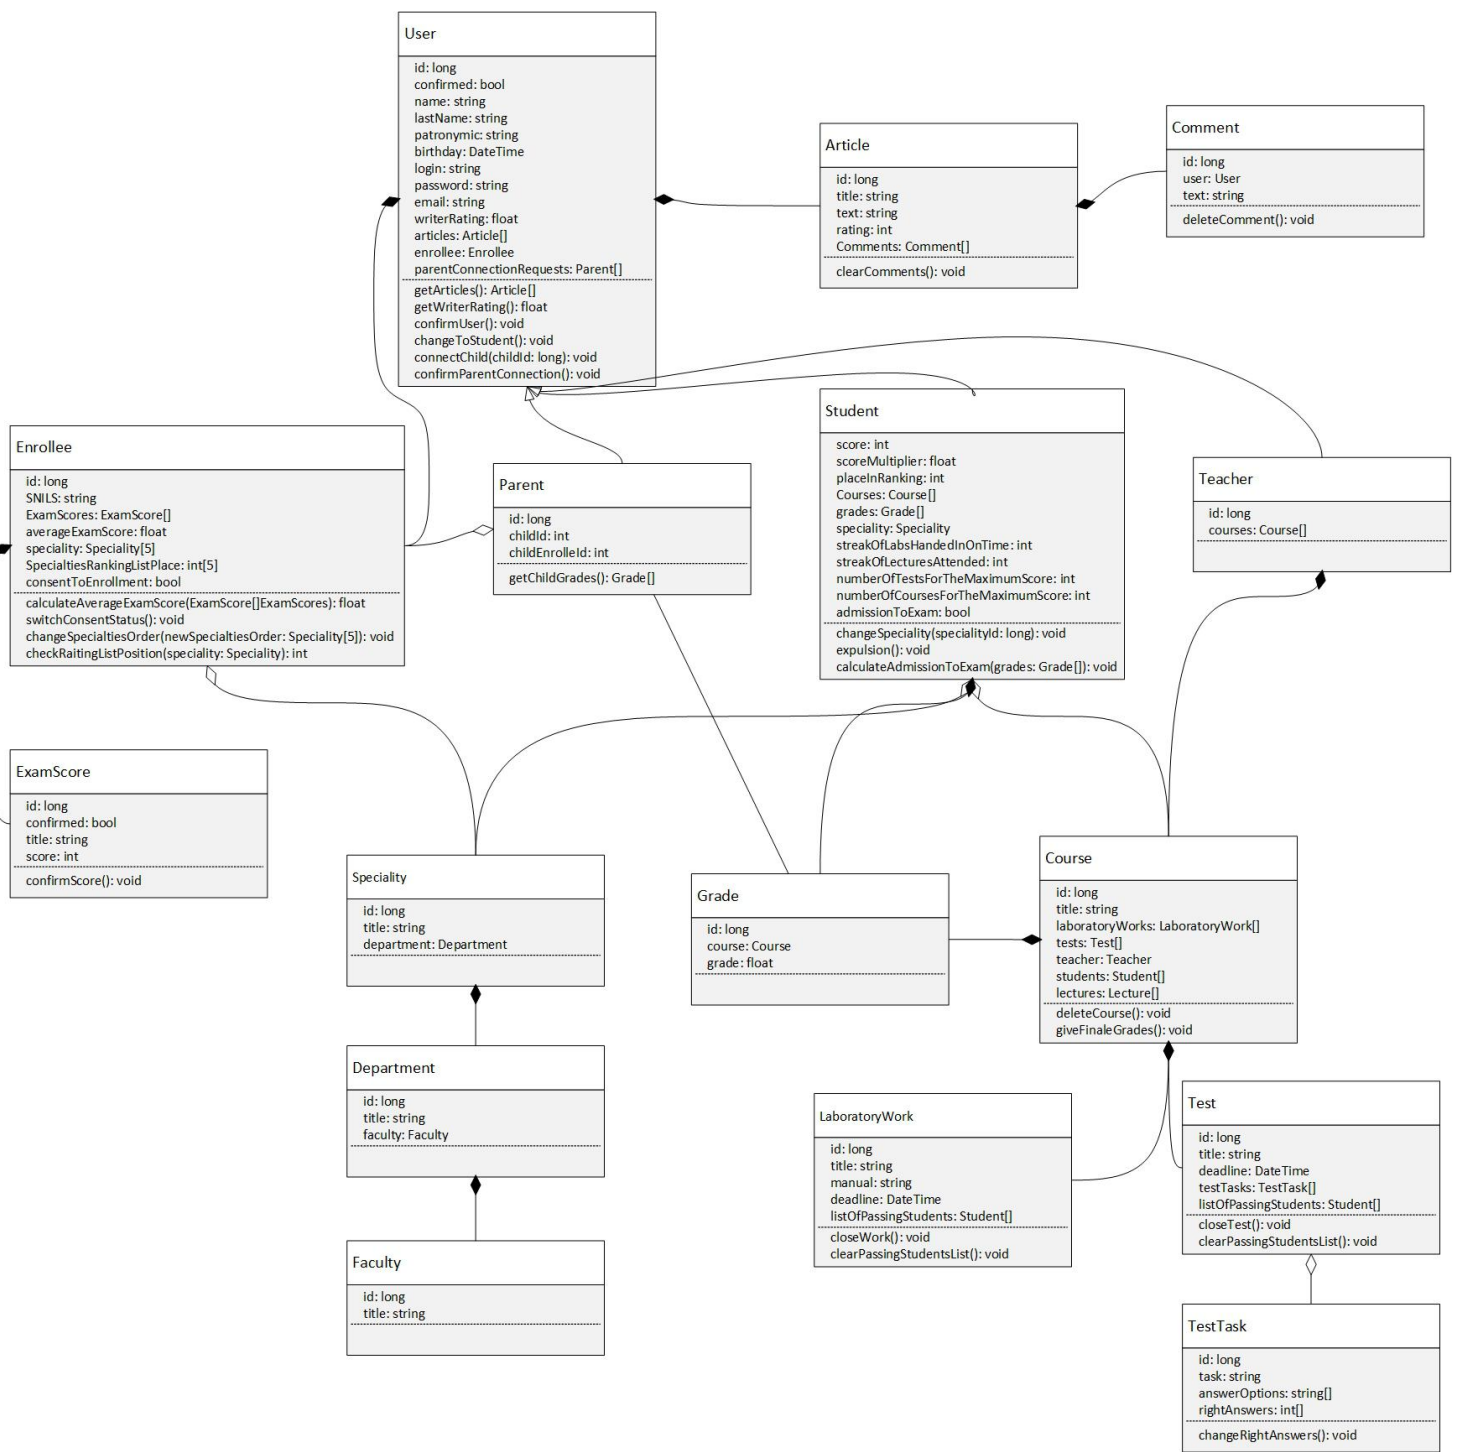 User
id: long
confirmed: bool
name: string
lastName: string
patronymic: string
birthday: DateTime
login: string
password: string
email: string
writerRating: float
articles: Article[]
enrollee: Enrollee
parentConnectionRequests: Parent[]
getArticles(): Article[]
getWriterRating(): float
confirmUser(): void
changeToStudent(): void
connectChild(childId: long): void
confirmParentConnection(): void
Article
id: long
title: string
text: string
rating: int
Comments: Comment[]
clearComments(): void
Comment
id: long
user: User
text: string
deleteComment(): void
Enrollee
id: long
SNILS: string
ExamScores: ExamScore[]
averageExamScore: float
speciality: Speciality[5]
SpecialtiesRankingListPlace: int[5]
consentToEnrollment: bool
calculateAverageExamScore(ExamScore[]ExamScores): float
switchConsentStatus(): void
changeSpecialtiesOrder(newSpecialtiesOrder: Speciality[5]): void
checkRaitingListPosition(speciality: Speciality): int
Parent
id: long
childId: int
childEnrolleId: int
getChildGrades(): Grade[]
Student
score: int
scoreMultiplier: float
placeInRanking: int
Courses: Course[]
grades: Grade[]
speciality: Speciality
streakOfLabsHandedInOnTime: int
streakOfLecturesAttended: int
numberOfTestsForTheMaximumScore: int
numberOfCoursesForTheMaximumScore: int
admissionToExam: bool
changeSpeciality(specialityId: long): void
expulsion(): void
calculateAdmissionToExam(grades: Grade[]): void
Teacher
id: long
courses: Course[]
ExamScore
id: long
confirmed: bool
title: string
score: int
confirmScore(): void
Speciality
id: long
title: string
department: Department
Grade
id: long
course: Course
grade: float
Course
id: long
title: string
laboratoryWorks: LaboratoryWork[]
tests: Test[]
teacher: Teacher
students: Student[]
lectures: Lecture[]
deleteCourse(): void
giveFinaleGrades(): void
Department
id: long
title: string
faculty: Faculty
LaboratoryWork
id: long
title: string
manual: string
deadline: DateTime
listOfPassingStudents: Student[]
closeWork(): void
clearPassingStudentsList(): void
Test
id: long
title: string
deadline: DateTime
testTasks: TestTask[]
listOfPassingStudents: Student[]
closeTest(): void
clearPassingStudentsList(): void
Faculty
id: long
title: string
TestTask
id: long
task: string
answerOptions: string[]
rightAnswers: int[]
changeRightAnswers(): void